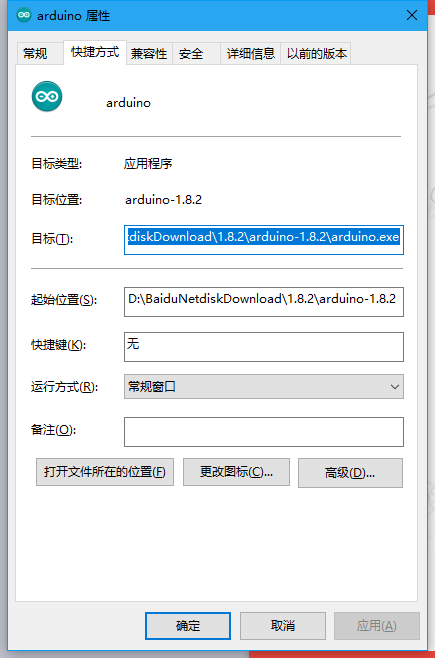 arduino 属性
常规 快捷方式 兼容性 安全 详细信息 以前的版本
arduino
目标类型: 应用程序
目标位置: arduino-1.8.2
目标(T): tdiskDownload\1.8.2\arduino-1.8.2\arduino.exe
起始位置(S): D:\BaiduNetdiskDownload\1.8.2\arduino-1.8.2
快捷键(K): 无
运行方式(R): 常规窗口
备注(O):
打开文件所在的位置(F) 更改图标(C)... 高级(D)...
确定 取消 应用(A)